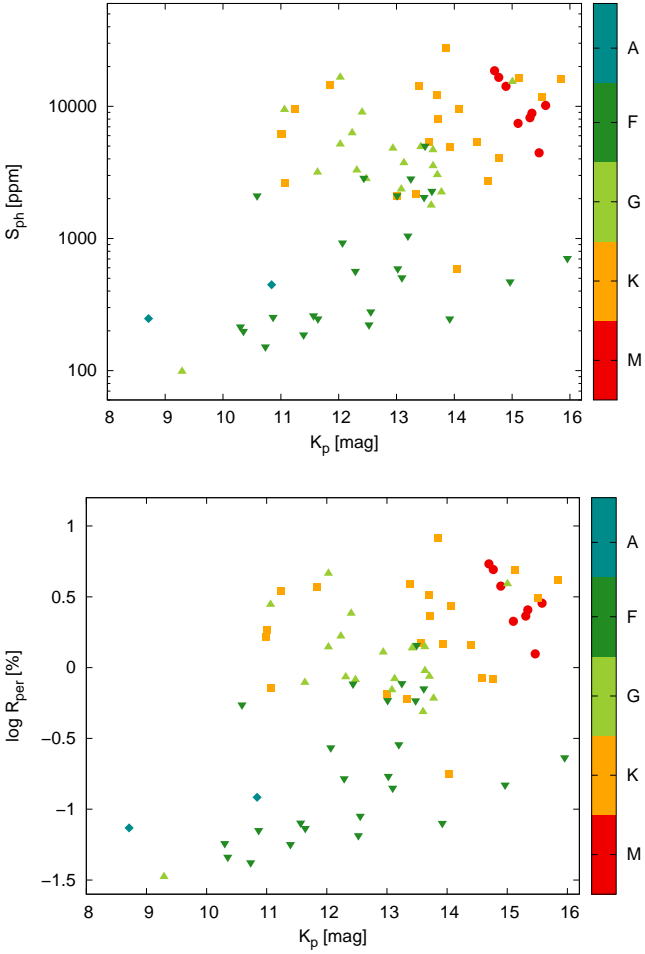 10000
1000
100
S_ph [ppm]
8 9 10 11 12 13 14 15 16
K_p [mag]
A
F
G
K
M
1
0.5
0
−0.5
−1
−1.5
log R_per [%]
8 9 10 11 12 13 14 15 16
K_p [mag]
A
F
G
K
M